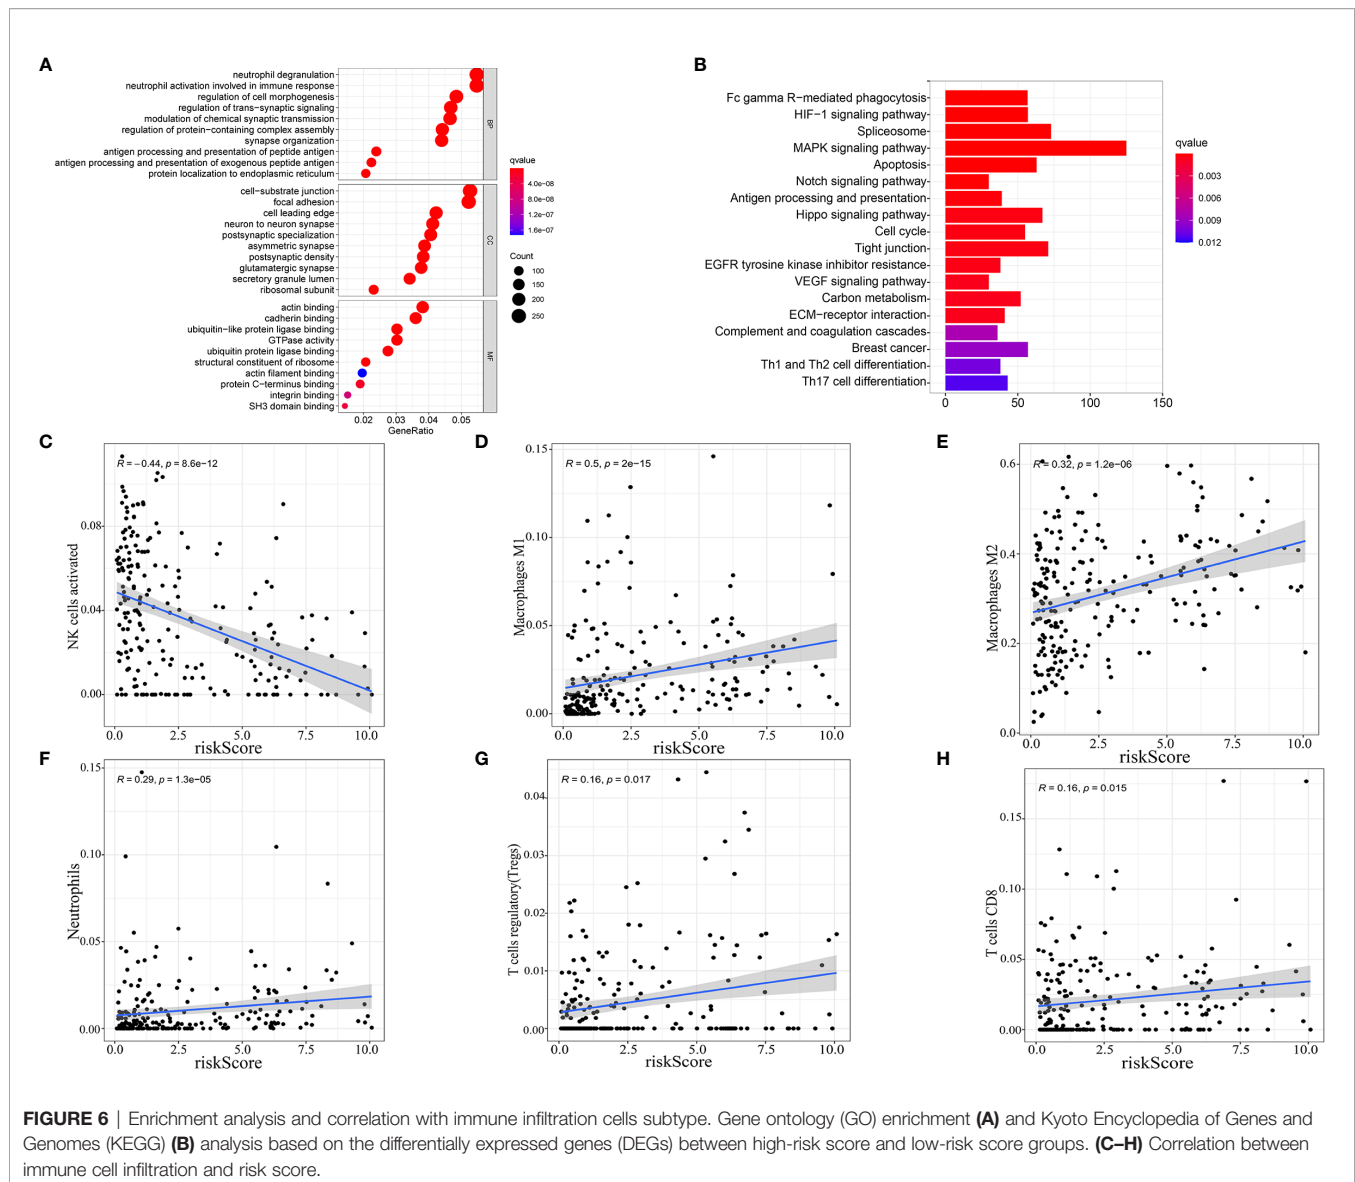 A
neutrophil degranulation
neutrophil activation involved in immune response
regulation of cell morphogenesis
regulation of trans−synaptic signaling
modulation of chemical synaptic transmission
regulation of protein−containing complex assembly
synapse organization
antigen processing and presentation of peptide antigen
antigen processing and presentation of exogenous peptide antigen
protein localization to endoplasmic reticulum
BP
cell−substrate junction
focal adhesion
cell leading edge
neuron to neuron synapse
postsynaptic specialization
asymmetric synapse
postsynaptic density
glutamatergic synapse
secretory granule lumen
ribosomal subunit
CC
actin binding
cadherin binding
ubiquitin−like protein ligase binding
GTPase activity
ubiquitin protein ligase binding
structural constituent of ribosome
actin filament binding
protein C−terminus binding
integrin binding
SH3 domain binding
MF
0.02 0.03 0.04 0.05
GeneRatio
qvalue
4.0e−08
8.0e−08
1.2e−07
1.6e−07
Count
100
150
200
250
B
Fc gamma R−mediated phagocytosis
HIF−1 signaling pathway
Spliceosome
MAPK signaling pathway
Apoptosis
Notch signaling pathway
Antigen processing and presentation
Hippo signaling pathway
Cell cycle
Tight junction
EGFR tyrosine kinase inhibitor resistance
VEGF signaling pathway
Carbon metabolism
ECM−receptor interaction
Complement and coagulation cascades
Breast cancer
Th1 and Th2 cell differentiation
Th17 cell differentiation
0 50 100 150
qvalue
0.003
0.006
0.009
0.012
C
R = −0.44, p = 8.6e−12
NK cells activated
0.08
0.04
0.00
0.0 2.5 5.0 7.5 10.0
riskScore
D
R = 0.5, p = 2e−15
Macrophages M1
0.15
0.10
0.05
0.00
0.0 2.5 5.0 7.5 10.0
riskScore
E
R = 0.32, p = 1.2e−06
Macrophages M2
0.6
0.4
0.2
0.0
0.0 2.5 5.0 7.5 10.0
riskScore
F
R = 0.29, p = 1.3e−05
Neutrophils
0.15
0.10
0.05
0.00
0.0 2.5 5.0 7.5 10.0
riskScore
G
R = 0.16, p = 0.017
T cells regulatory(Tregs)
0.04
0.03
0.02
0.01
0.00
0.0 2.5 5.0 7.5 10.0
riskScore
H
R = 0.16, p = 0.015
T cells CD8
0.15
0.10
0.05
0.00
0.0 2.5 5.0 7.5 10.0
riskScore
FIGURE 6 | Enrichment analysis and correlation with immune infiltration cells subtype. Gene ontology (GO) enrichment (A) and Kyoto Encyclopedia of Genes and
Genomes (KEGG) (B) analysis based on the differentially expressed genes (DEGs) between high-risk score and low-risk score groups. (C–H) Correlation between
immune cell infiltration and risk score.